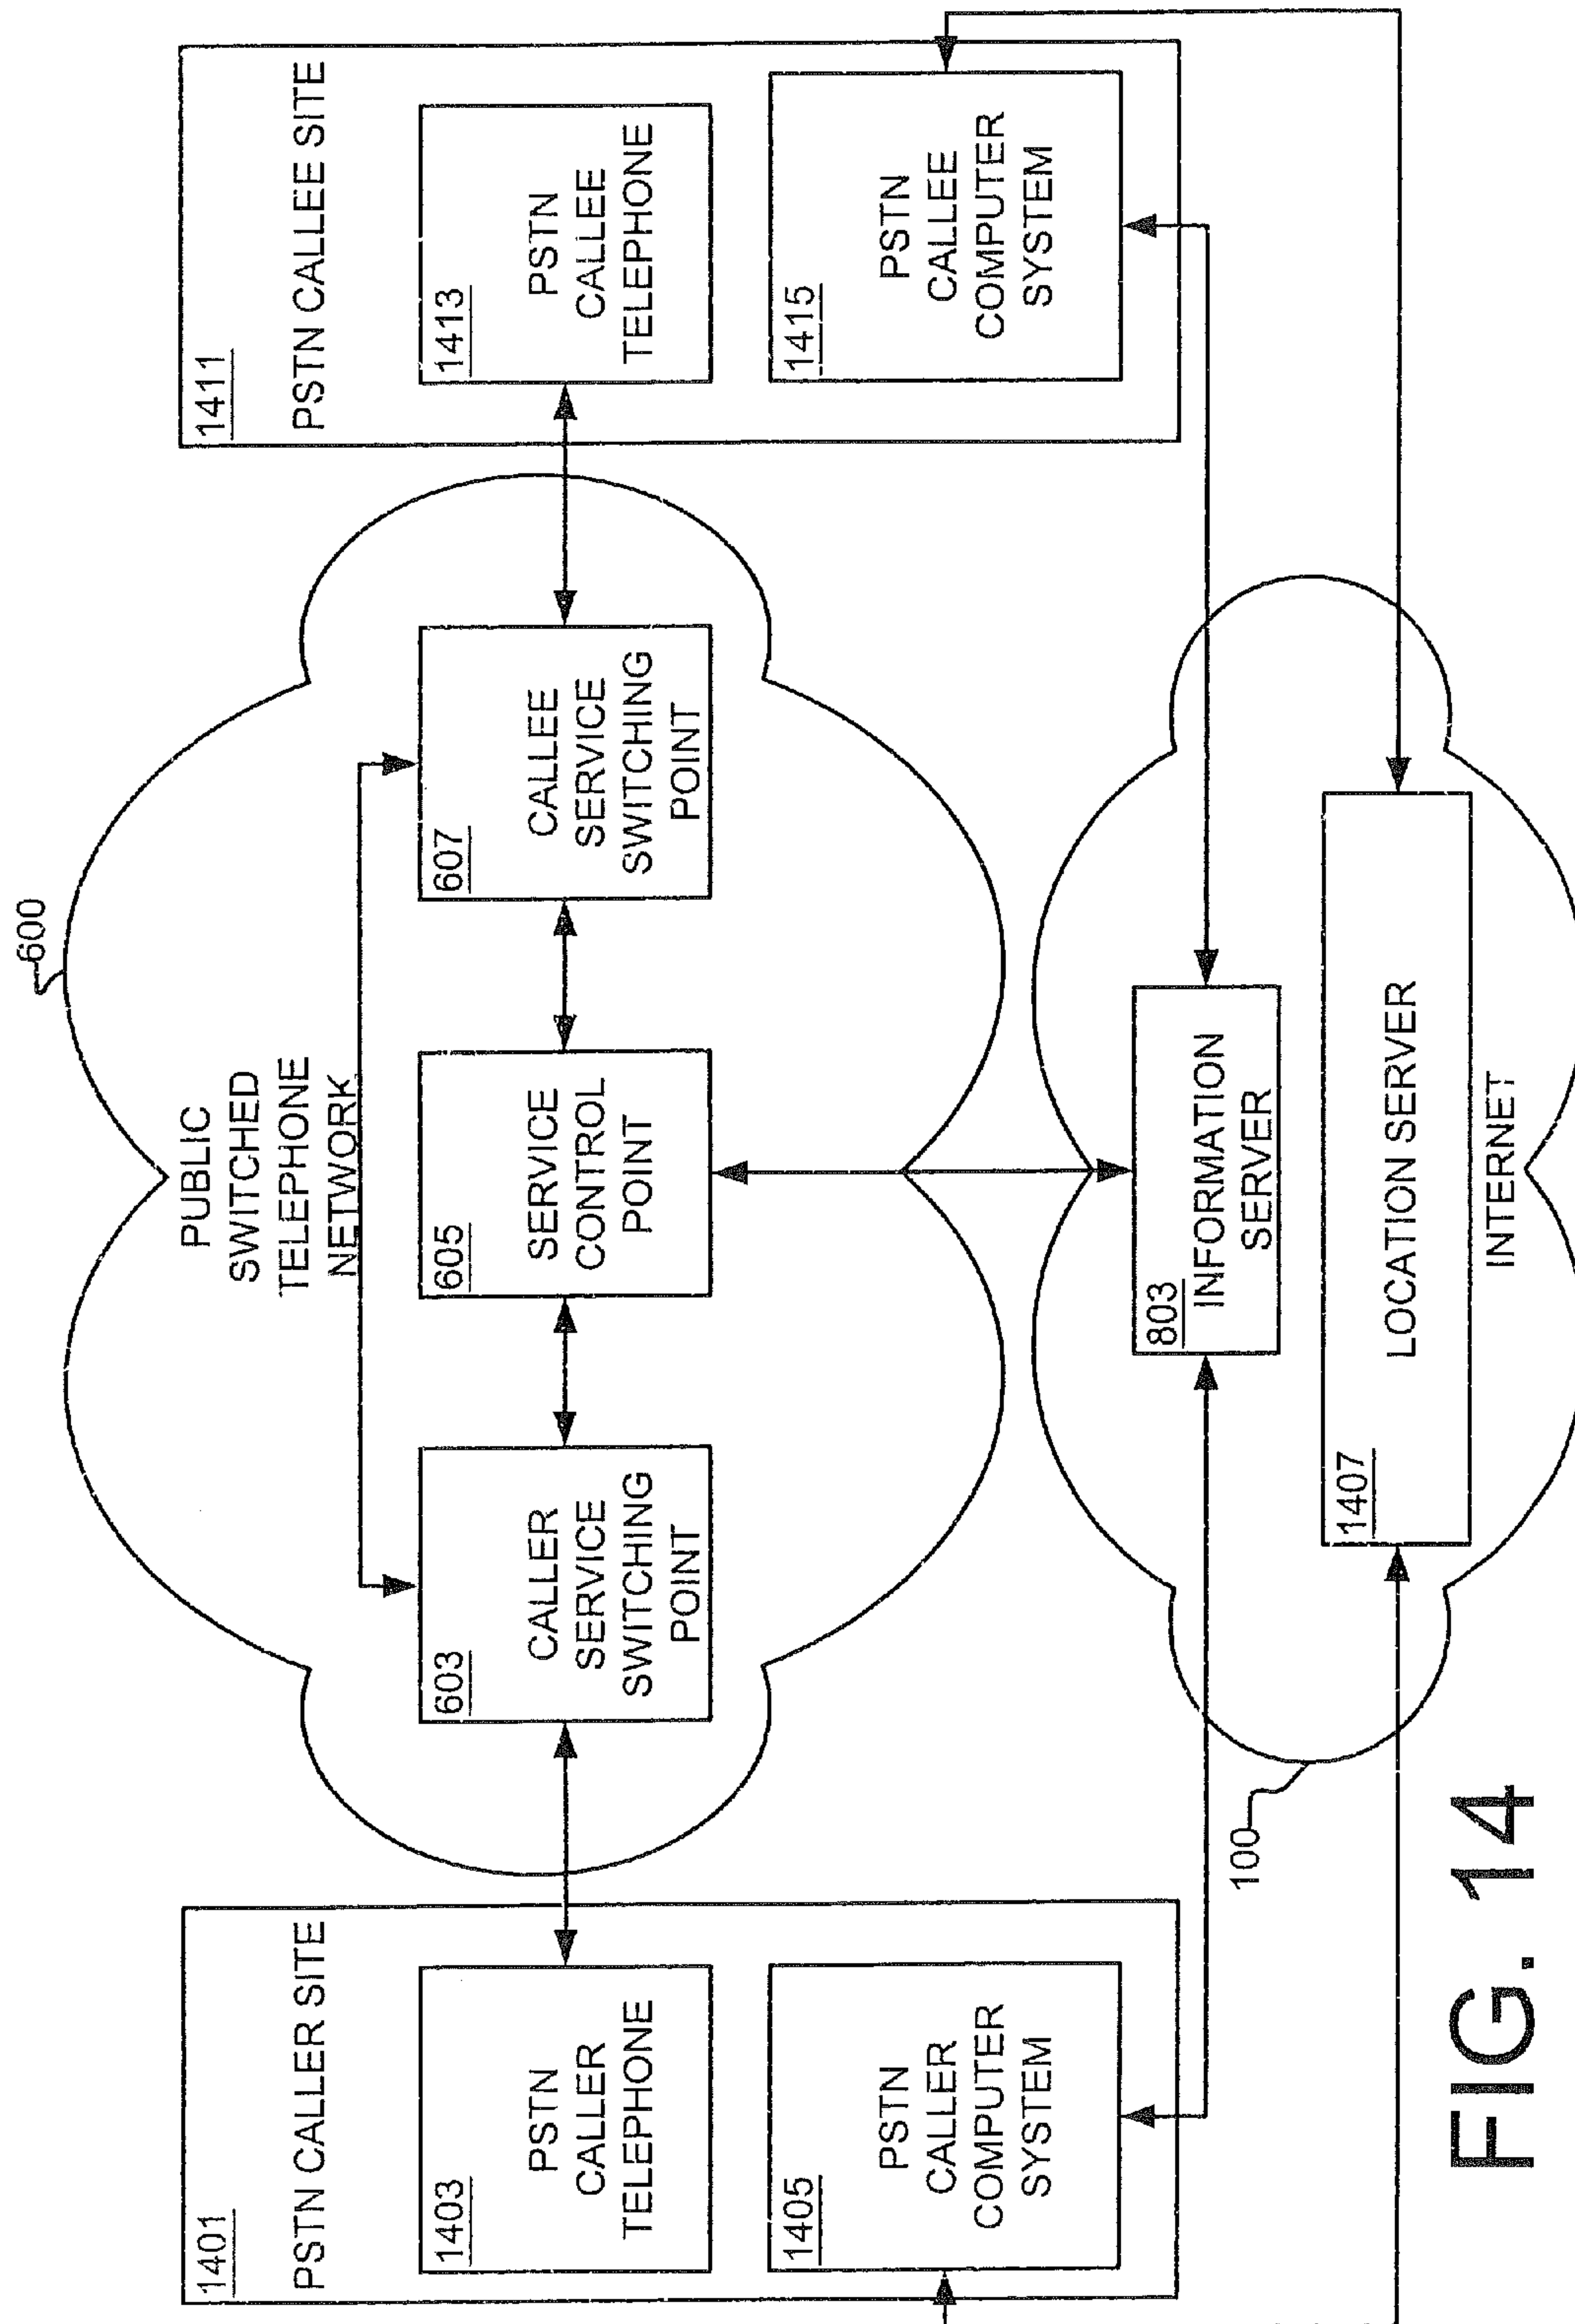 1401
PSTN CALLER SITE
1403
PSTN
CALLER
TELEPHONE
1405
PSTN
CALLER
COMPUTER
SYSTEM
600
PUBLIC
SWITCHED
TELEPHONE
NETWORK
603
CALLER
SERVICE
SWITCHING
POINT
605
SERVICE
CONTROL
POINT
607
CALLEE
SERVICE
SWITCHING
POINT
1411
PSTN CALLEE SITE
1413
PSTN
CALLEE
TELEPHONE
1415
PSTN
CALLEE
COMPUTER
SYSTEM
100
803
INFORMATION
SERVER
1407
LOCATION SERVER
INTERNET
FIG. 14